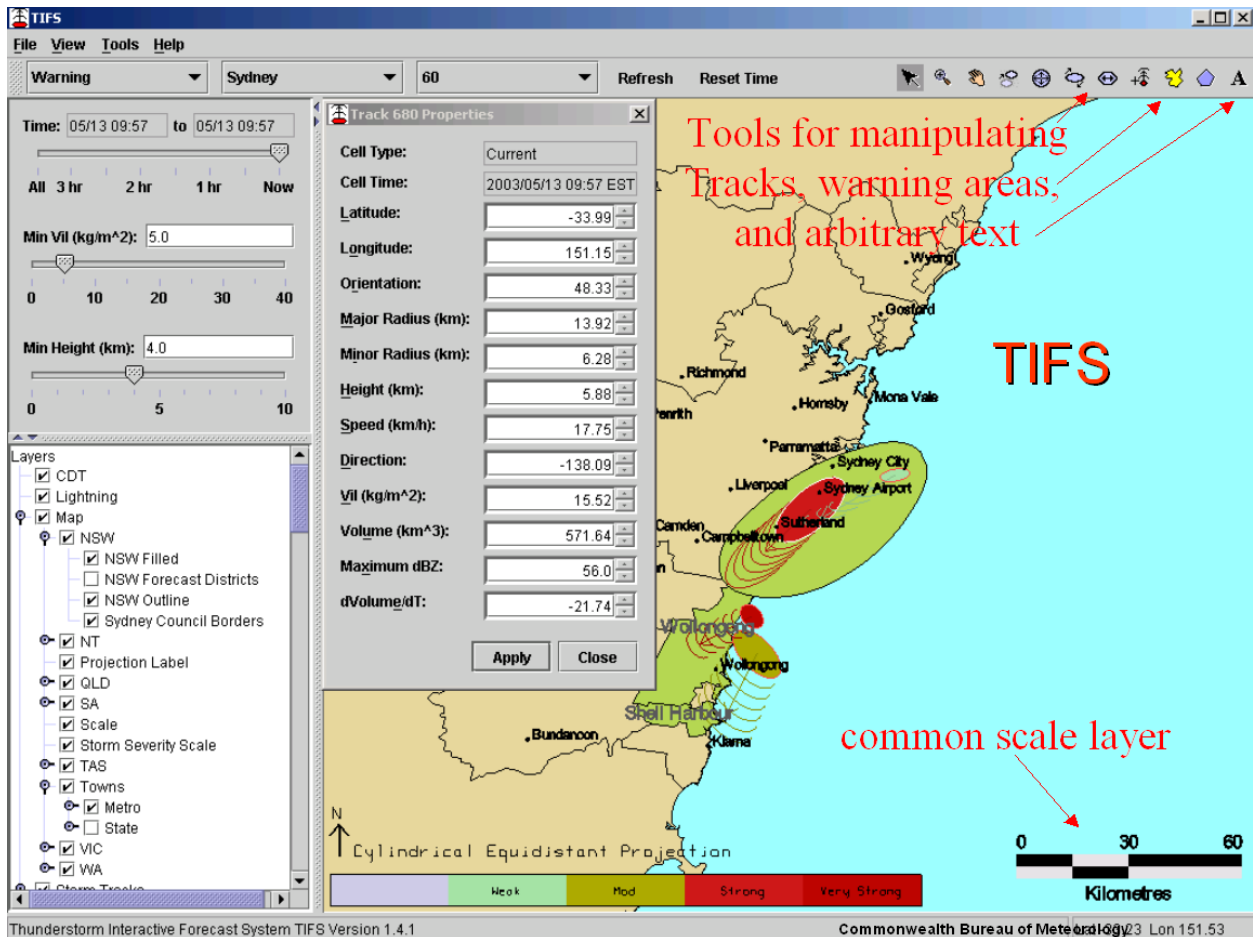 TIFS
File View Tools Help
Warning Sydney 60 Refresh Reset Time A
Time: 05/13 09:57 to 05/13 09:57
All 3 hr 2 hr 1 hr Now
Min Vil (kg/m^2): 5.0
0 10 20 30 40
Min Height (km): 4.0
0 5 10
Layers
CDT
Lightning
Map
NSW
NSW Filled
NSW Forecast Districts
NSW Outline
Sydney Council Borders
NT
Projection Label
QLD
SA
Scale
Storm Severity Scale
TAS
Towns
Metro
State
VIC
WA
Storm Tracks
Track 680 Properties
Cell Type: Current
Cell Time: 2003/05/13 09:57 EST
Latitude: -33.99
Longitude: 151.15
Orientation: 48.33
Major Radius (km): 13.92
Minor Radius (km): 6.28
Height (km): 5.88
Speed (km/h): 17.75
Direction: -138.09
Vil (kg/m^2): 15.52
Volume (km^3): 571.64
Maximum dBZ: 56.0
dVolume/dT: -21.74
Apply Close
Tools for manipulating
Tracks, warning areas,
and arbitrary text
Wyong
Gosford
TIFS
Richmond
Mona Vale
Hornsby
Parramatta
Sydney City
Liverpool
Sydney Airport
Camden
Sutherland
Campbelltown
Wollongong
Wollongong
Shell Harbour
Kiama
Bundanoon
common scale layer
N
Cylindrical Equidistant Projection
Weak Mod Strong Very Strong
0 30 60
Kilometres
Thunderstorm Interactive Forecast System TIFS Version 1.4.1
Commonwealth Bureau of Meteorology
Lon 151.53